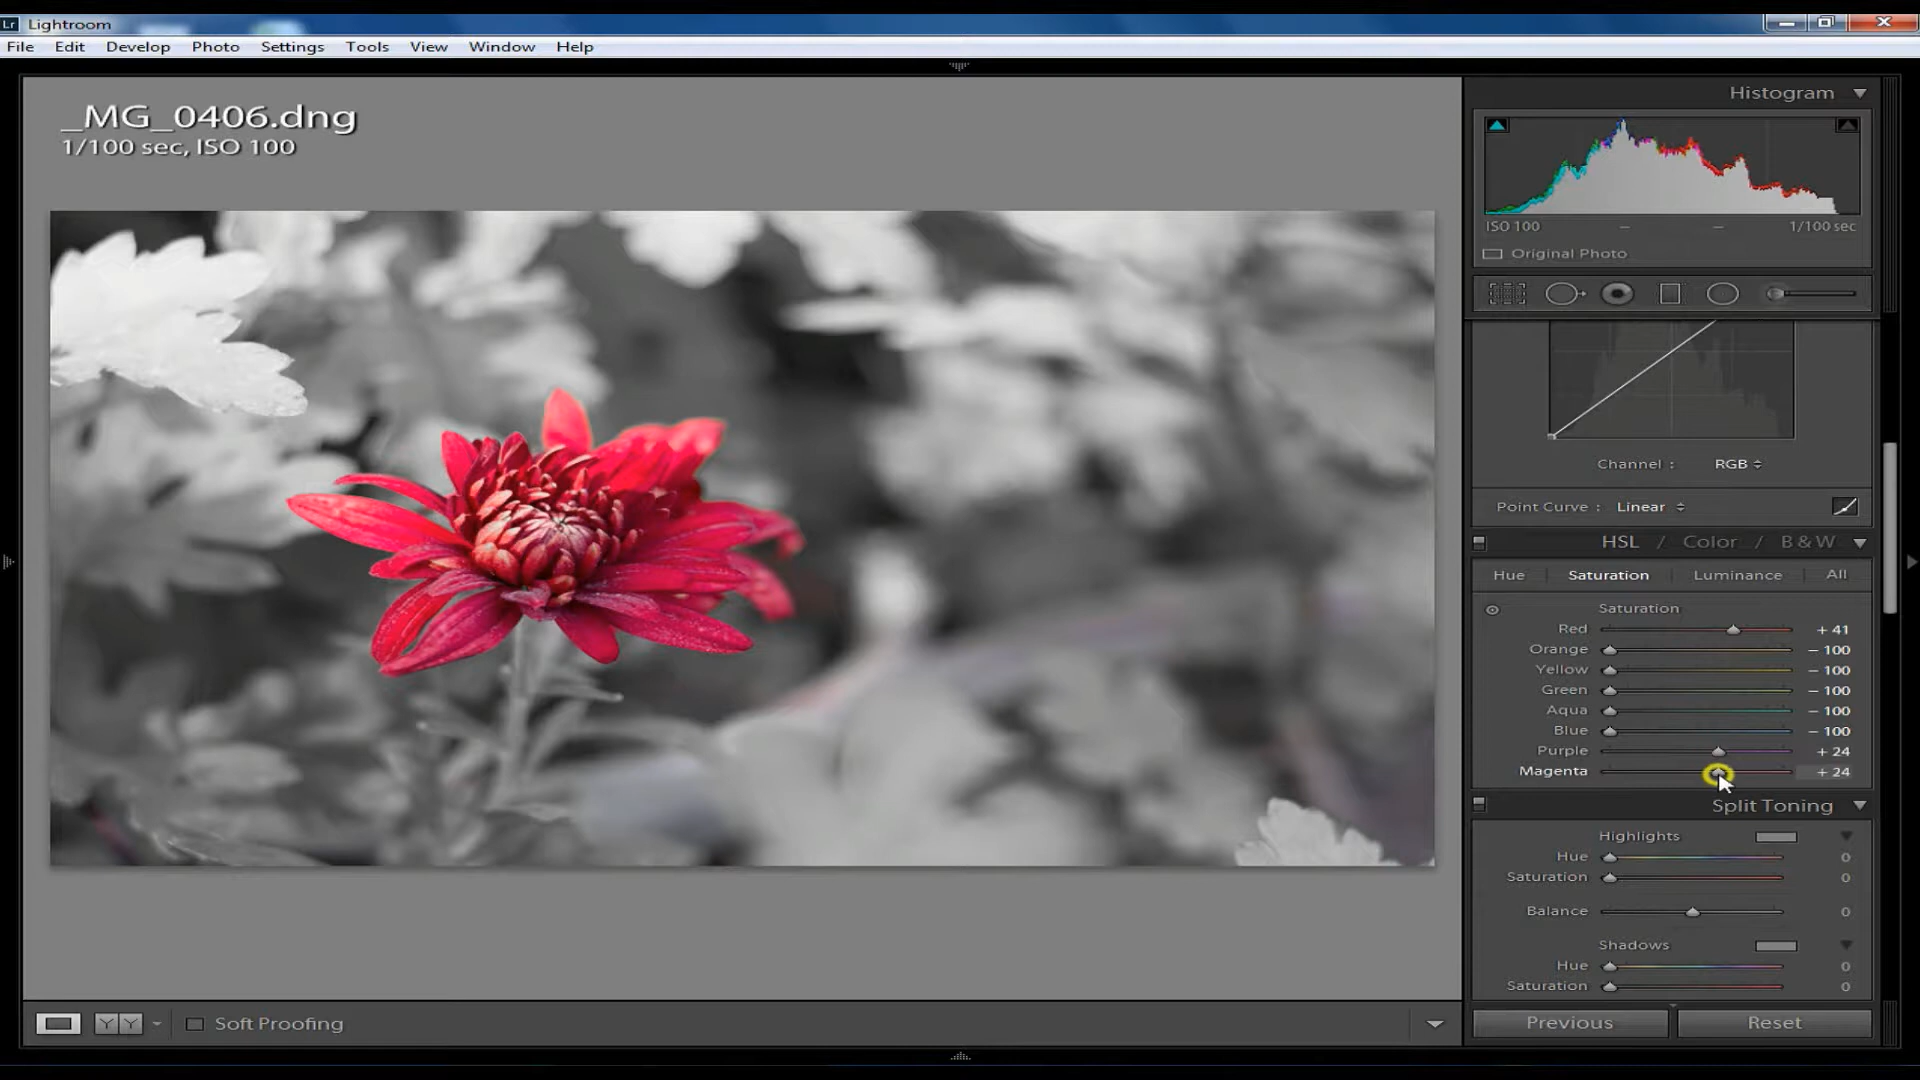 Lr Lightroom
File Edit Develop Photo Settings Tools View Window Help
_MG_0406.dng
1/100 sec, ISO 100
Histogram
ISO 100 – – 1/100 sec
Original Photo
Channel : RGB
Point Curve : Linear
HSL / Color / B & W
Hue Saturation Luminance All
Saturation
Red + 41
Orange – 100
Yellow – 100
Green – 100
Aqua – 100
Blue – 100
Purple + 24
Magenta + 24
Split Toning
Highlights
Hue 0
Saturation 0
Balance 0
Shadows
Hue 0
Saturation 0
Y Y Soft Proofing
Previous Reset